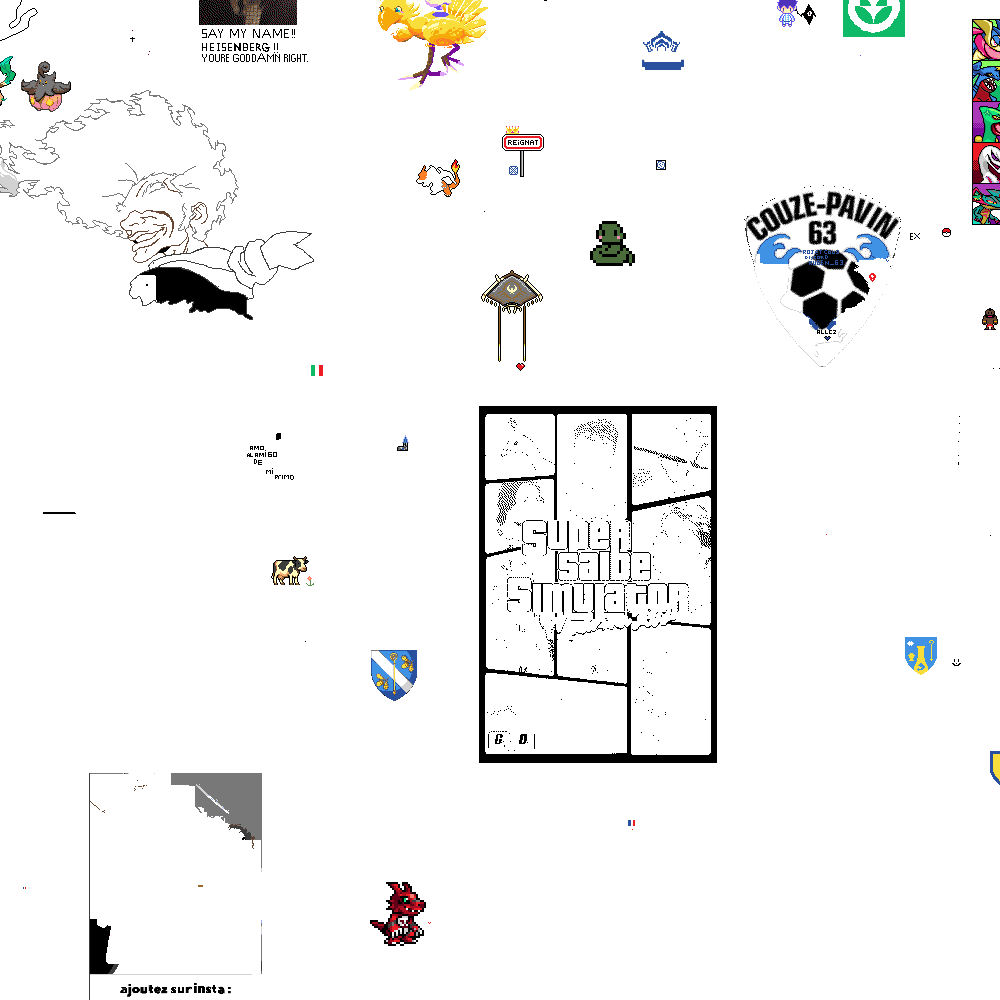 SAY MY NAME!!
HEISENBERG !!
YOURE GODDAMN RIGHT.
REIGNAT
COUZE-PAVIN
63
EX
ALLEZ
AMO
AL AMIGO
DE
Mi
PRIMO
Super
saibe
Simulator
ajoutez sur insta :